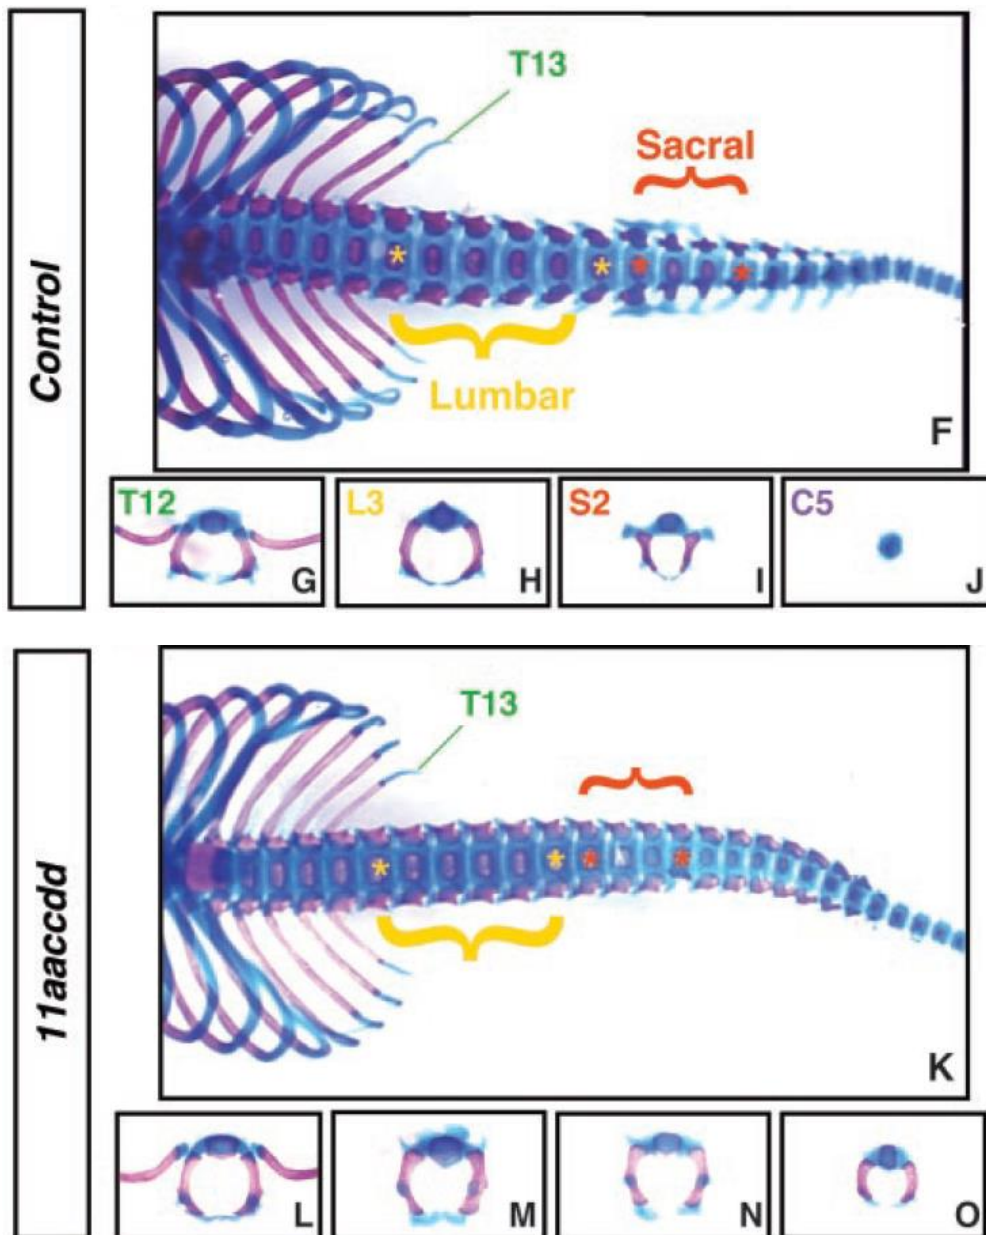 Control
T13
Sacral
Lumbar
F
T12
G
L3
H
S2
I
C5
J
11aaccdd
T13
K
L
M
N
O